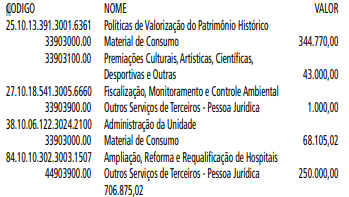 CODIGO NOME VALOR
25.10.13.391.3001.6361 Políticas de Valorização do Patrimônio Histórico
33903000.00 Material de Consumo 344.770,00
33903100.00 Premiações Culturais, Artísticas, Científicas,
Desportivas e Outras 43.000,00
27.10.18.541.3005.6660 Fiscalização, Monitoramento e Controle Ambiental
33903900.00 Outros Serviços de Terceiros - Pessoa Jurídica 1.000,00
38.10.06.122.3024.2100 Administração da Unidade
33903000.00 Material de Consumo 68.105,02
84.10.10.302.3003.1507 Ampliação, Reforma e Requalificação de Hospitais
44903900.00 Outros Serviços de Terceiros - Pessoa Jurídica 250.000,00
706.875,02